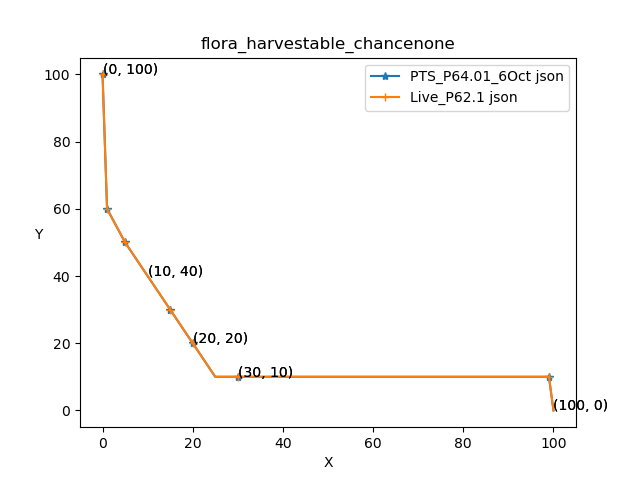 flora_harvestable_chancenone
PTS_P64.01_6Oct json
Live_P62.1 json
(0, 100)
(10, 40)
(20, 20)
(30, 10)
(100, 0)
Y
100
80
60
40
20
0
0 20 40 60 80 100
X